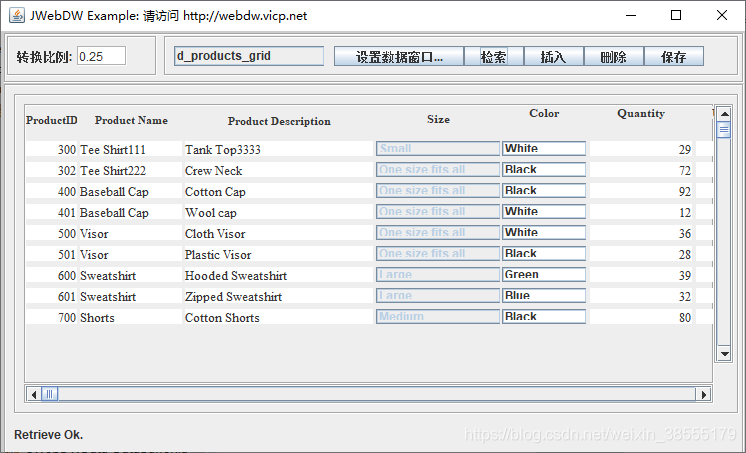 JWebDW Example: 请访问 http://webdw.vicp.net
转换比例: 0.25 d_products_grid 设置数据窗口... 检索 插入 删除 保存
ProductID Product Name Product Description Size Color Quantity
300 Tee Shirt111 Tank Top3333 Small White 29
302 Tee Shirt222 Crew Neck One size fits all Black 72
400 Baseball Cap Cotton Cap One size fits all Black 92
401 Baseball Cap Wool cap One size fits all White 12
500 Visor Cloth Visor One size fits all White 36
501 Visor Plastic Visor One size fits all Black 28
600 Sweatshirt Hooded Sweatshirt Large Green 39
601 Sweatshirt Zipped Sweatshirt Large Blue 32
700 Shorts Cotton Shorts Medium Black 80
Retrieve Ok.
https://blog.csdn.net/weixin_38555179